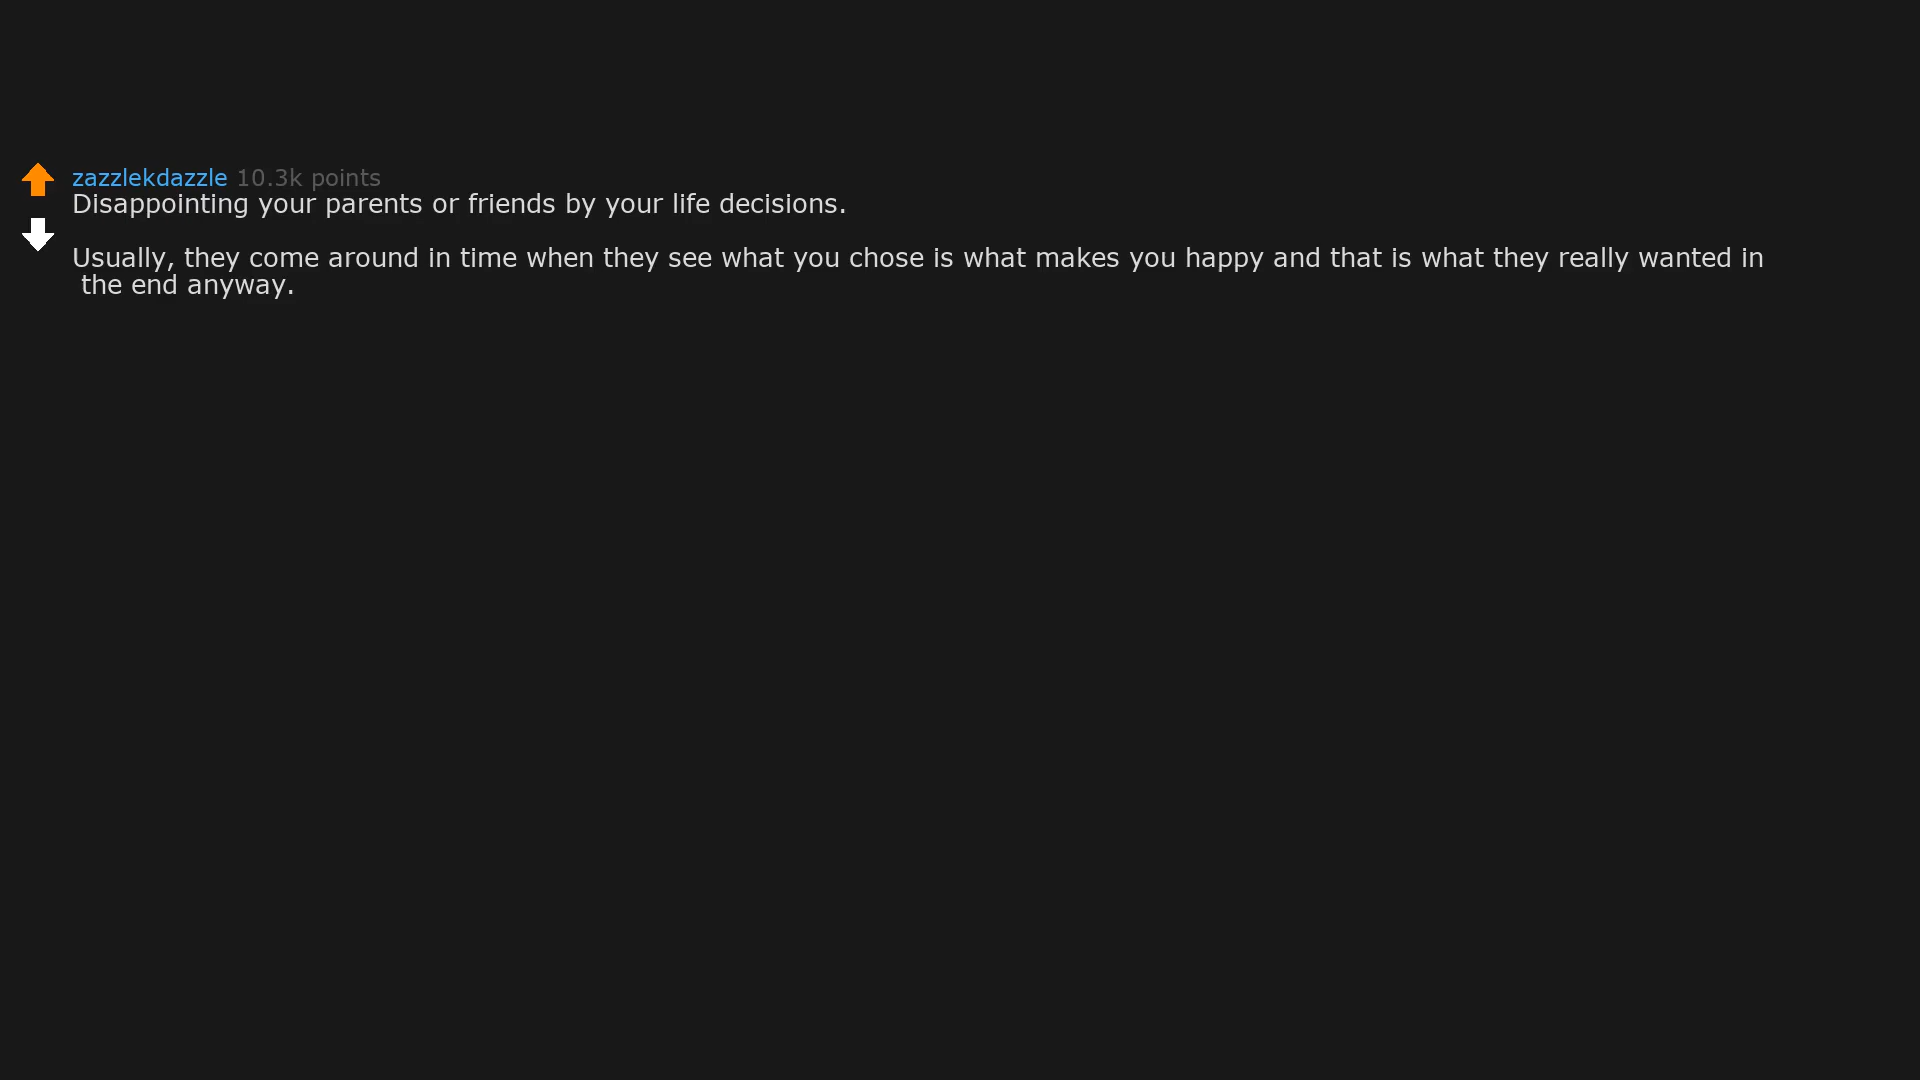 zazzlekdazzle 10.3k points
Disappointing your parents or friends by your life decisions.
Usually, they come around in time when they see what you chose is what makes you happy and that is what they really wanted in
the end anyway.